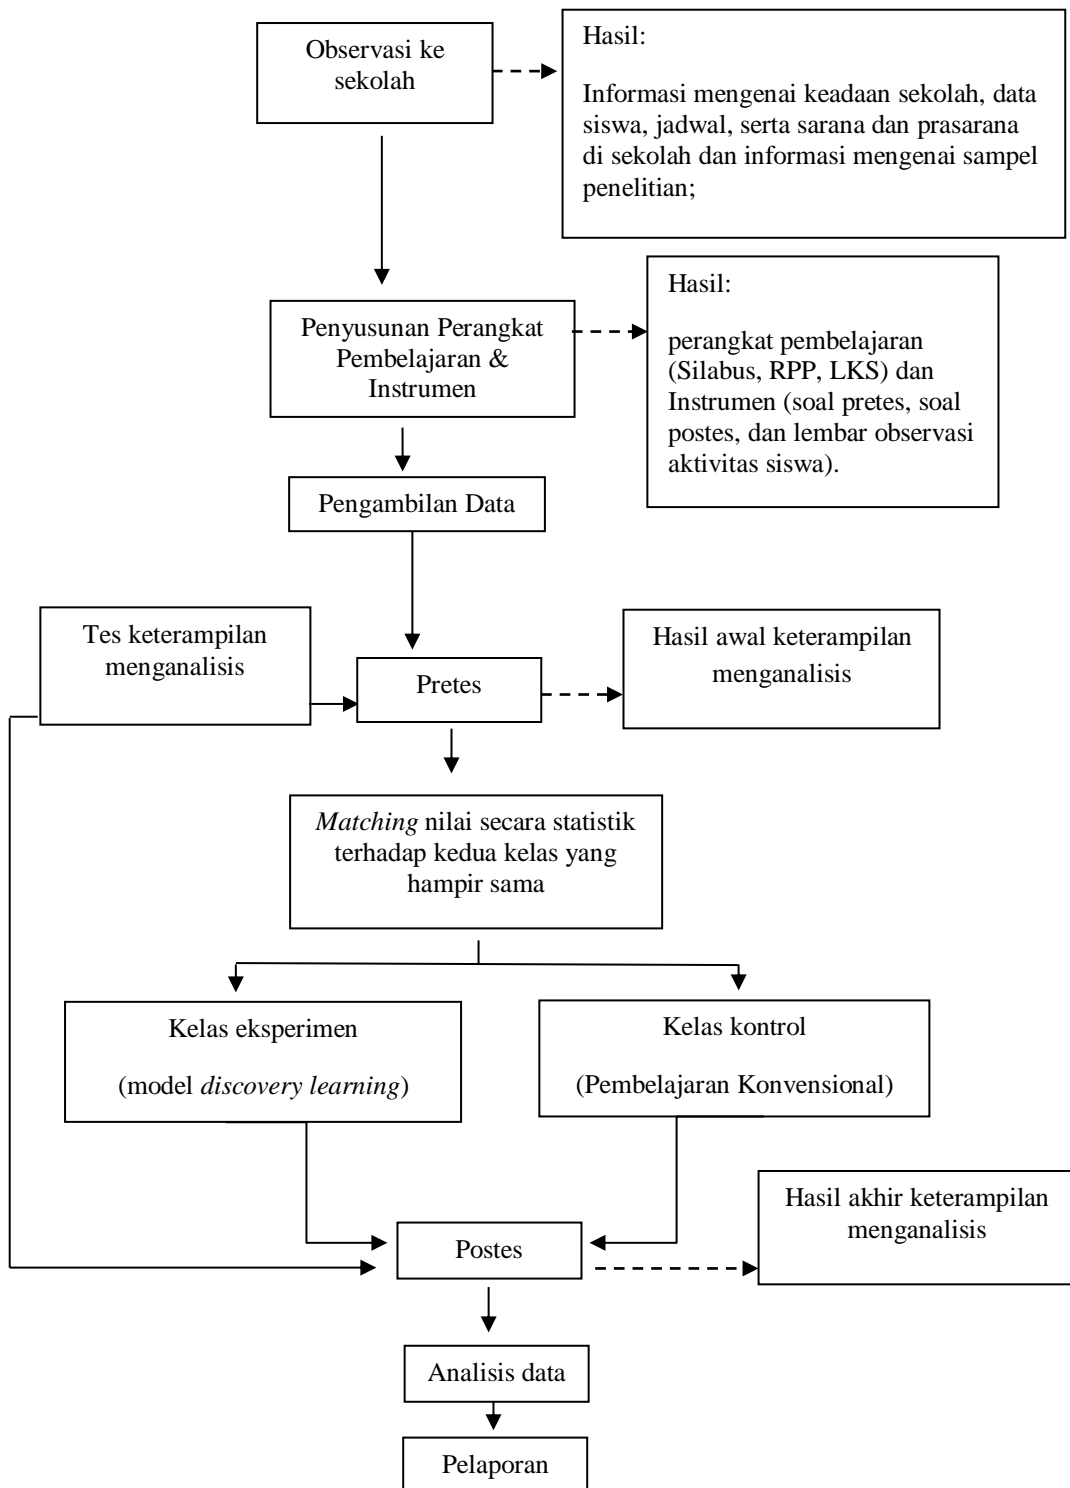 Observasi ke
sekolah
Hasil:
Informasi mengenai keadaan sekolah, data
siswa, jadwal, serta sarana dan prasarana
di sekolah dan informasi mengenai sampel
penelitian;
Penyusunan Perangkat
Pembelajaran &
Instrumen
Hasil:
perangkat pembelajaran
(Silabus, RPP, LKS) dan
Instrumen (soal pretes, soal
postes, dan lembar observasi
aktivitas siswa).
Pengambilan Data
Tes keterampilan
menganalisis
Pretes
Hasil awal keterampilan
menganalisis
Matching nilai secara statistik
terhadap kedua kelas yang
hampir sama
Kelas eksperimen
(model discovery learning)
Kelas kontrol
(Pembelajaran Konvensional)
Postes
Hasil akhir keterampilan
menganalisis
Analisis data
Pelaporan